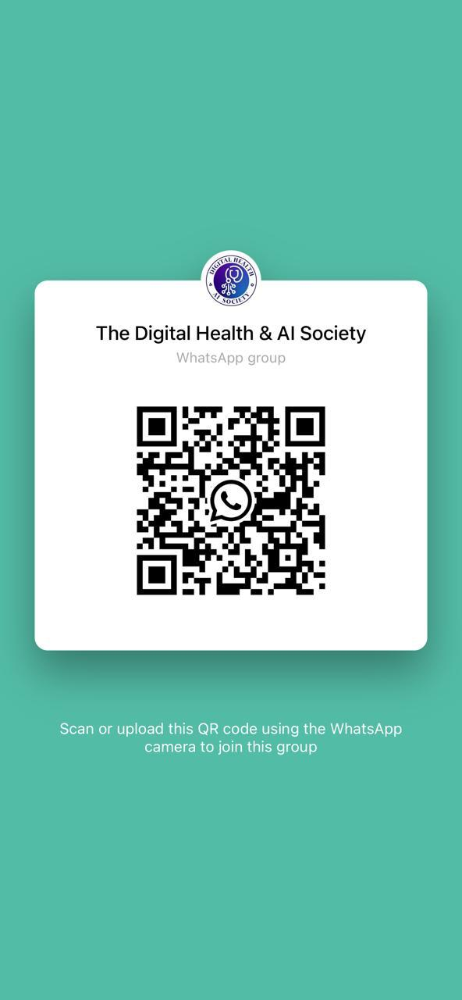 DIGITAL HEALTH
&
AI SOCIETY
The Digital Health & AI Society
WhatsApp group
Scan or upload this QR code using the WhatsApp
camera to join this group